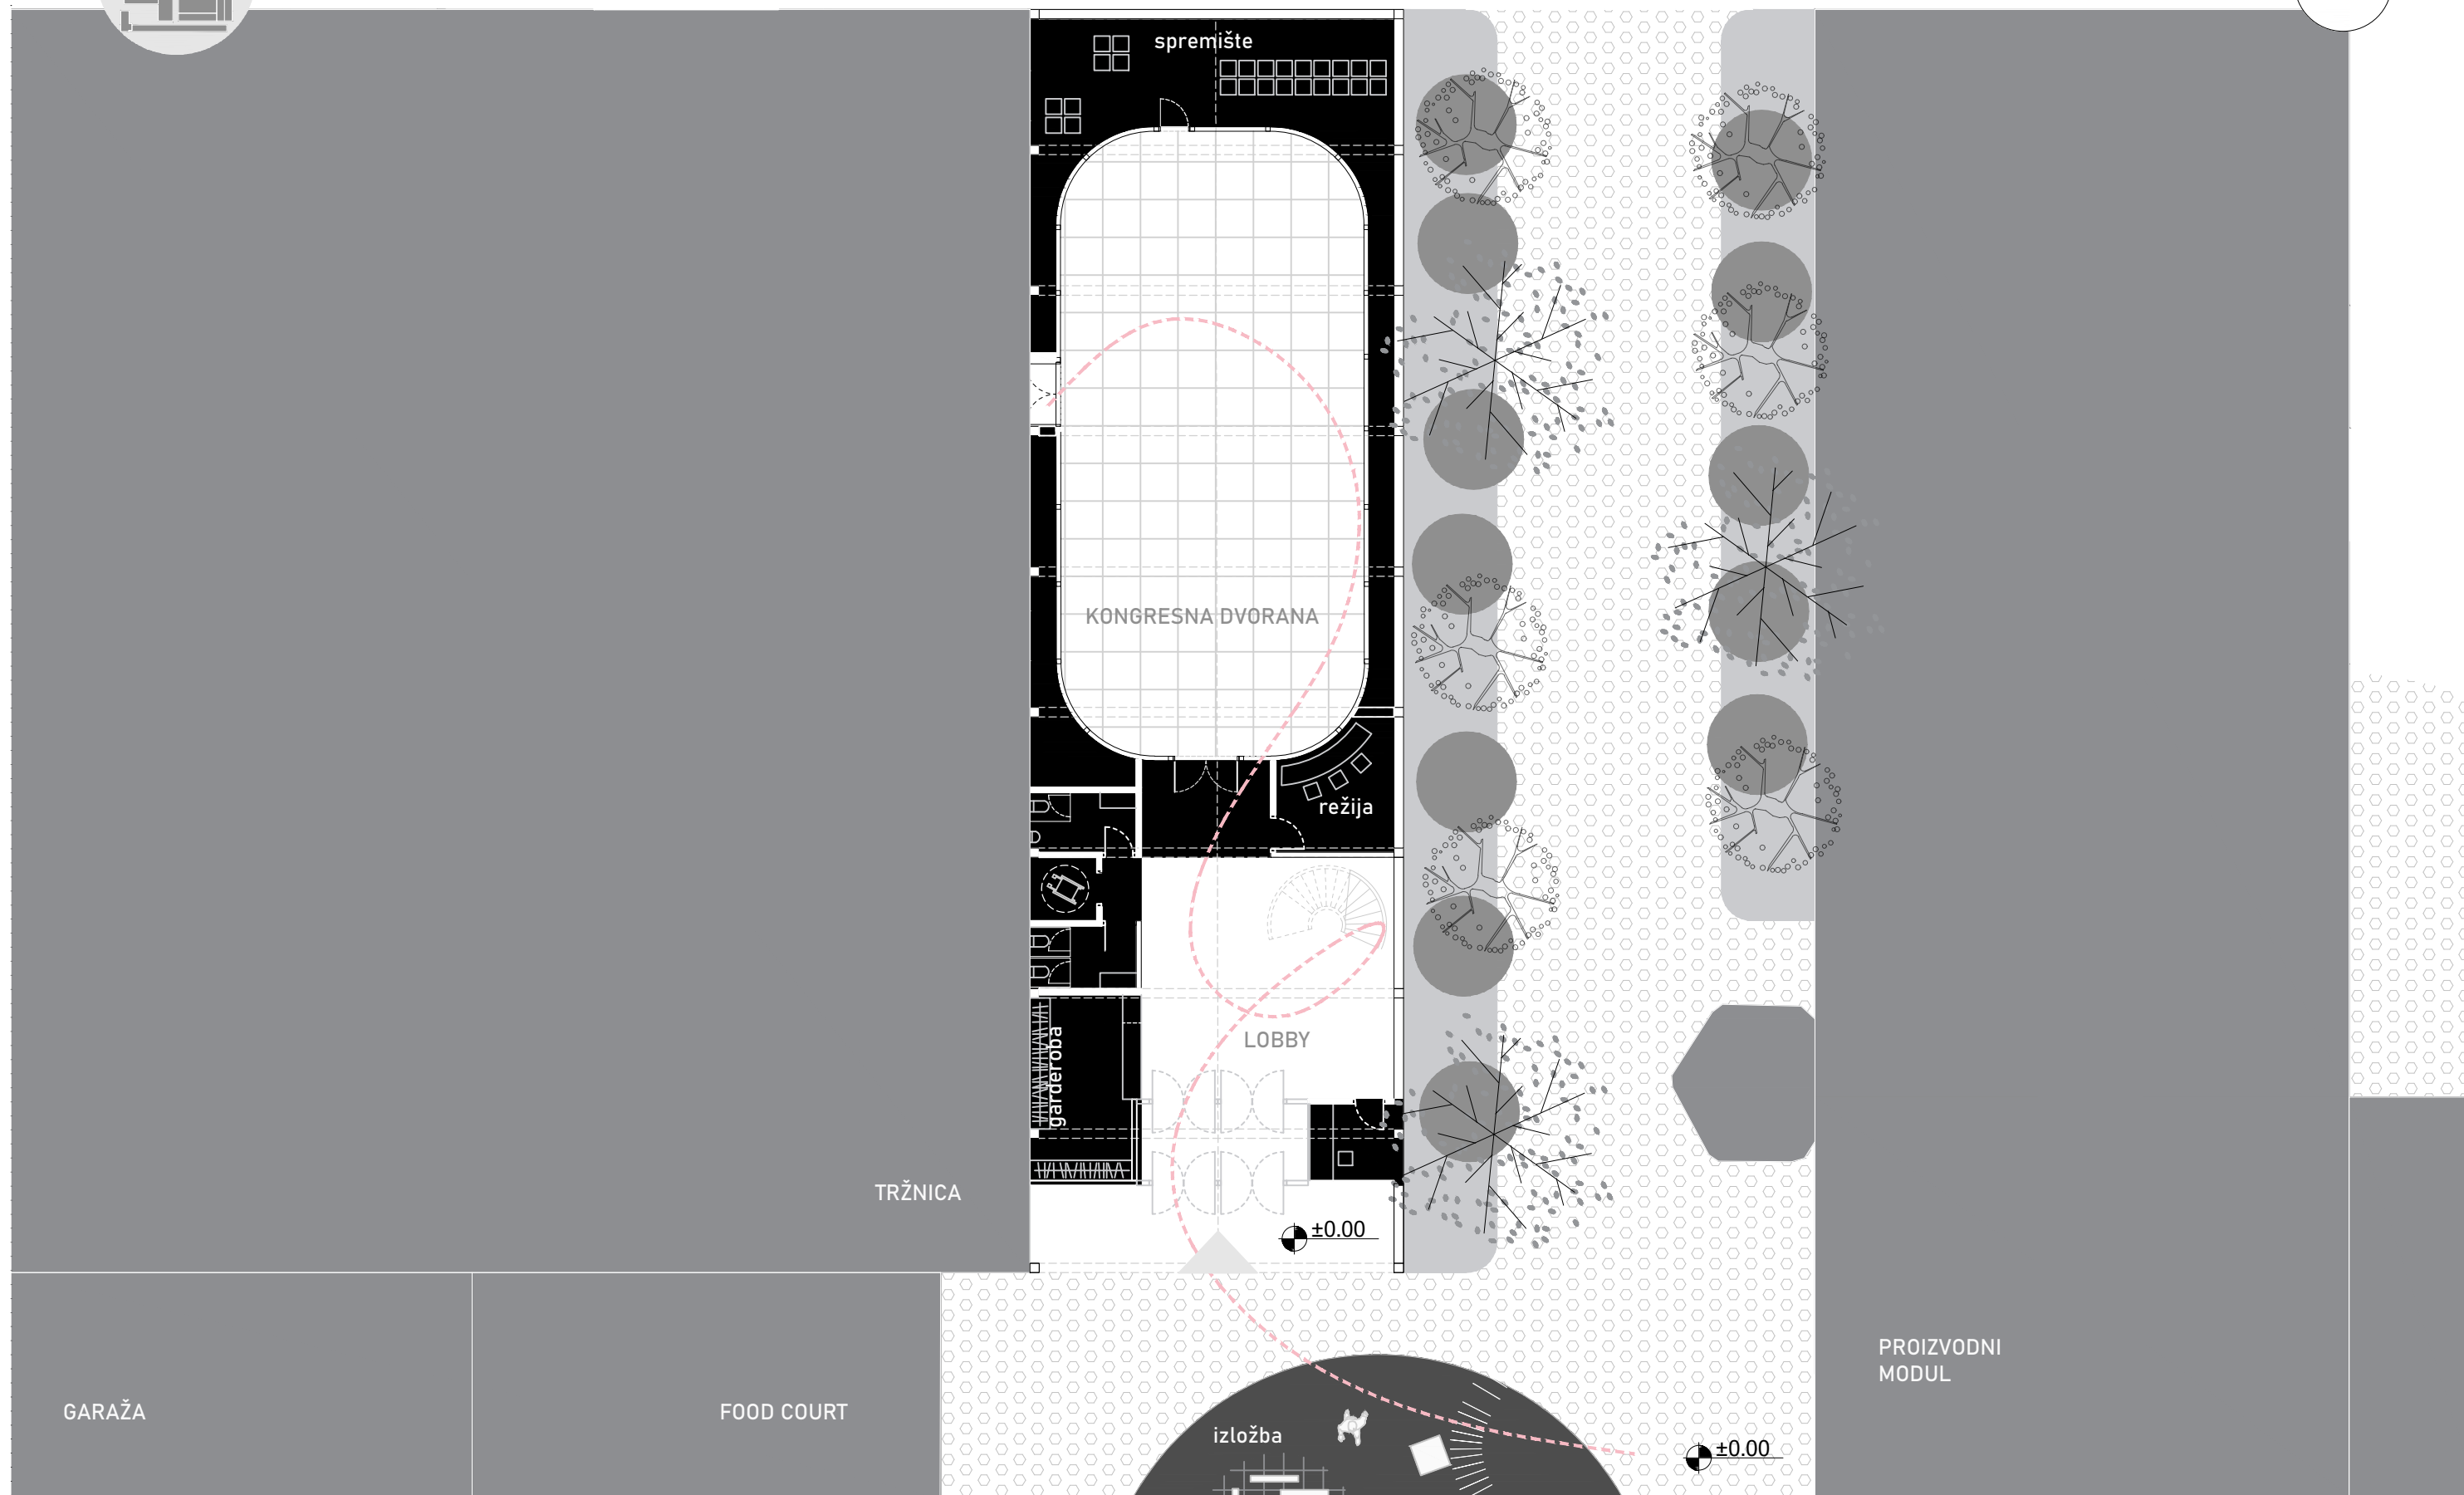 spremište
KONGRESNA DVORANA
režija
LOBBY
garderoba
TRŽNICA
±0.00
PROIZVODNI
MODUL
GARAŽA
FOOD COURT
izložba
±0.00